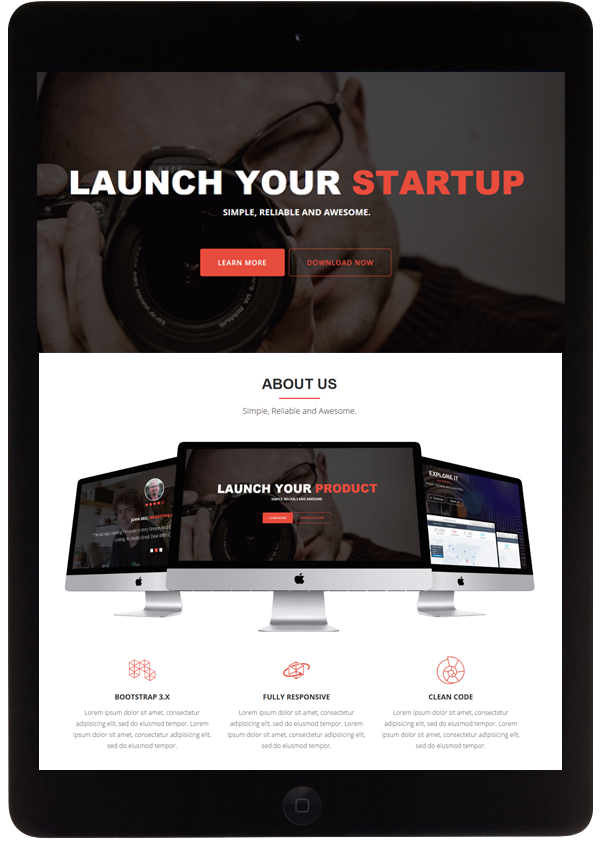 LAUNCH YOUR STARTUP
SIMPLE, RELIABLE AND AWESOME.
LEARN MORE DOWNLOAD NOW
ABOUT US
Simple, Reliable and Awesome.
LAUNCH YOUR PRODUCT
SIMPLE, RELIABLE AND AWESOME.
LEARN MORE DOWNLOAD NOW
JOHN DEO,
EXPLORE IT
BOOTSTRAP 3.X
Lorem ipsum dolor sit amet, consectetur
adipisicing elit, sed do eiusmod tempor. Lorem
ipsum dolor sit amet, consectetur adipisicing elit,
sed do eiusmod tempor.
FULLY RESPONSIVE
Lorem ipsum dolor sit amet, consectetur
adipisicing elit, sed do eiusmod tempor. Lorem
ipsum dolor sit amet, consectetur adipisicing elit,
sed do eiusmod tempor.
CLEAN CODE
Lorem ipsum dolor sit amet, consectetur
adipisicing elit, sed do eiusmod tempor. Lorem
ipsum dolor sit amet, consectetur adipisicing elit,
sed do eiusmod tempor.